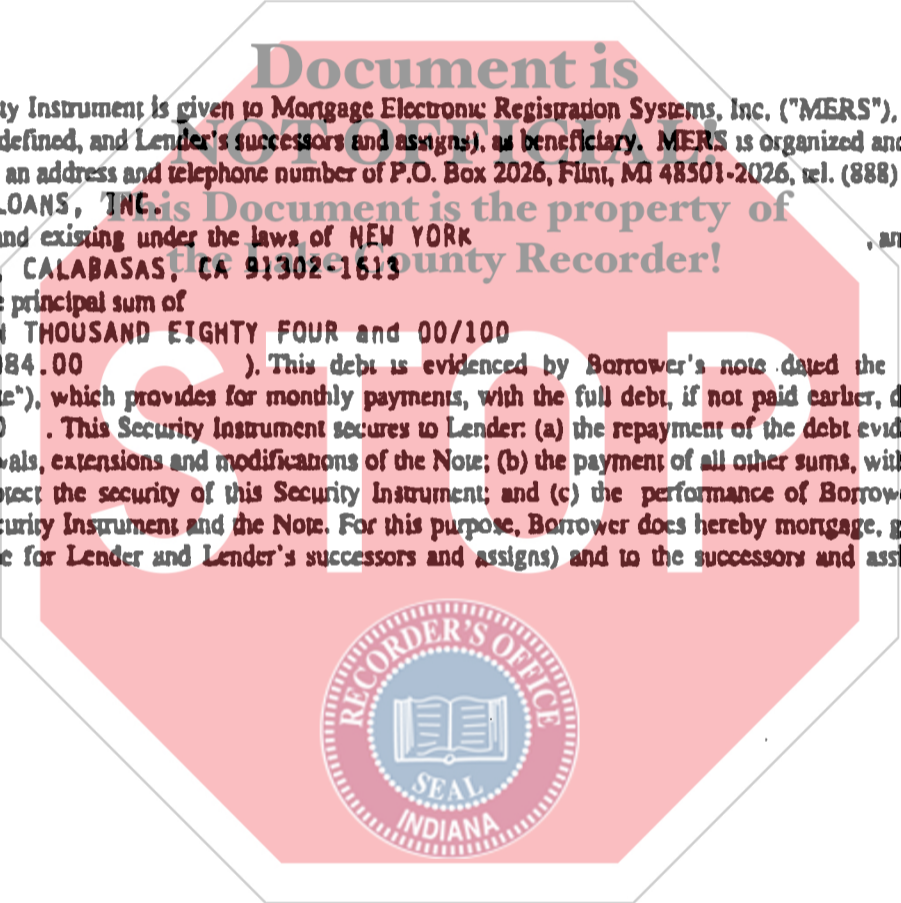 Document is
ty Instrument is given to Mortgage Electronic Registration Systems, Inc. ("MERS"),
NOT OFFICIAL!
defined, and Lender's successors and assigns), as beneficiary. MERS is organized and
an address and telephone number of P.O. Box 2026, Flint, MI 48501-2026, tel. (888)
LOANS, INC.
This Document is the property of
and existing under the laws of NEW YORK , an
the Lake County Recorder!
, CALABASAS, CA 91302-1613
e principal sum of
THOUSAND EIGHTY FOUR and 00/100
STOP
084.00 ). This debt is evidenced by Borrower's note dated the
te"), which provides for monthly payments, with the full debt, if not paid earlier, d
0 . This Security Instrument secures to Lender: (a) the repayment of the debt evid
vals, extensions and modifications of the Note; (b) the payment of all other sums, wit
otect the security of this Security Instrument; and (c) the performance of Borrow
curity Instrument and the Note. For this purpose, Borrower does hereby mortgage, g
e for Lender and Lender's successors and assigns) and to the successors and assi
RECORDER'S OFFICE
SEAL
INDIANA